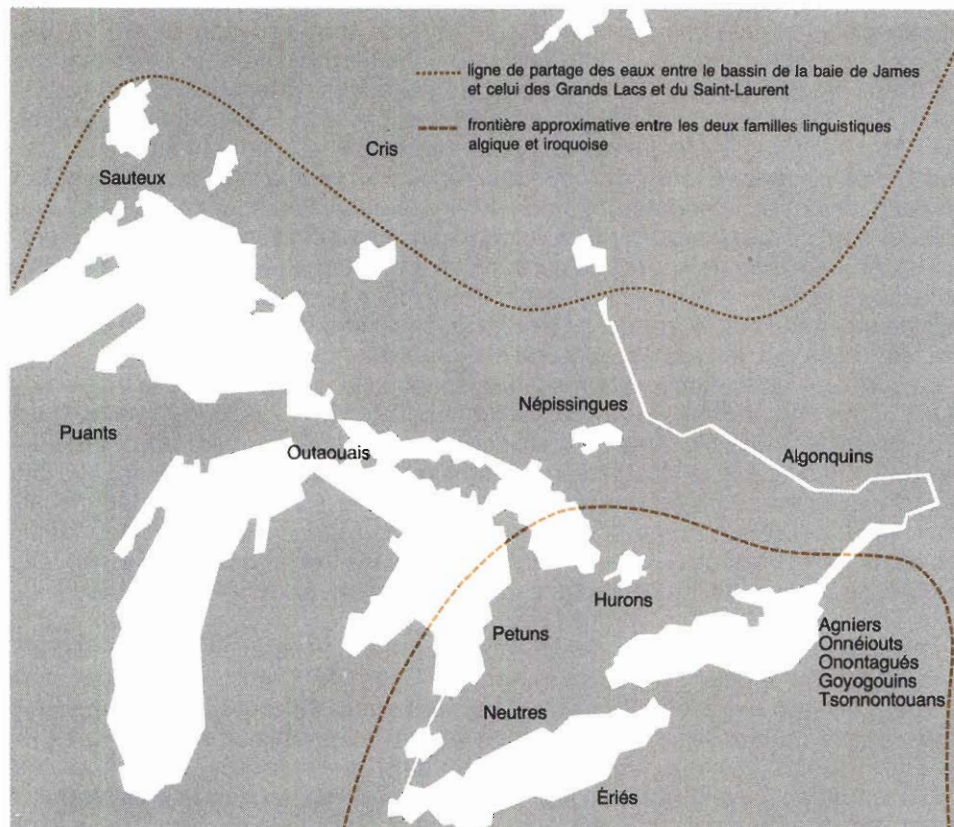 ligne de partage des eaux entre le bassin de la baie de James
et celui des Grands Lacs et du Saint-Laurent
frontière approximative entre les deux familles linguistiques
algique et iroquoise
Cris
Sauteux
Népissingues
Puants
Outaouais
Algonquins
Hurons
Petuns
Agniers
Onnéiouts
Onontagués
Goyogouins
Tsonnontouans
Neutres
Ériés